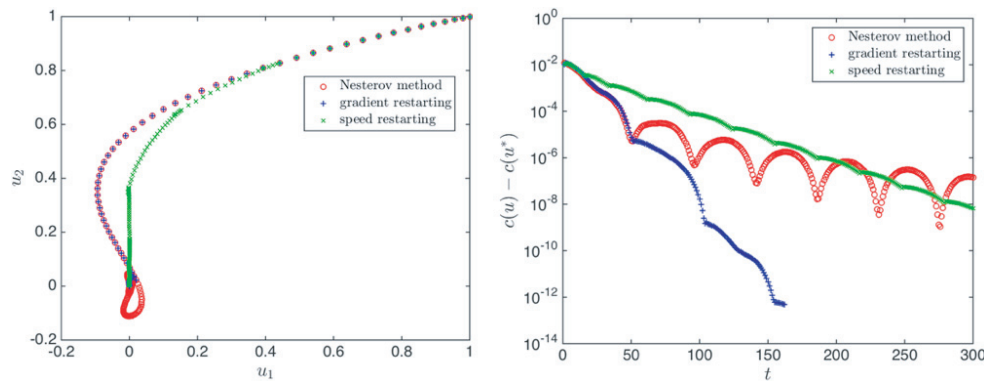 1
0.8
0.6
0.4
0.2
0
-0.2
u₂
-0.2 0 0.2 0.4 0.6 0.8 1
u₁
Nesterov method
gradient restarting
speed restarting
10⁰
10⁻²
10⁻⁴
10⁻⁶
10⁻⁸
10⁻¹⁰
10⁻¹²
10⁻¹⁴
c(u) − c(u*)
0 50 100 150 200 250 300
t
Nesterov method
gradient restarting
speed restarting